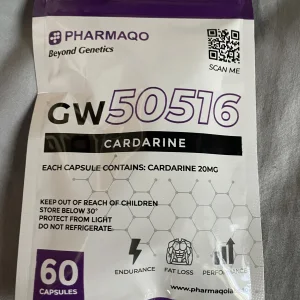 PHARMAQO
Beyond Genetics
SCAN ME
GW50516
CARDARINE
EACH CAPSULE CONTAINS: CARDARINE 20MG
KEEP OUT OF REACH OF CHILDREN
STORE BELOW 30°
PROTECT FROM LIGHT
DO NOT REFRIGERATE.
60
CAPSULES
ENDURANCE
FAT LOSS